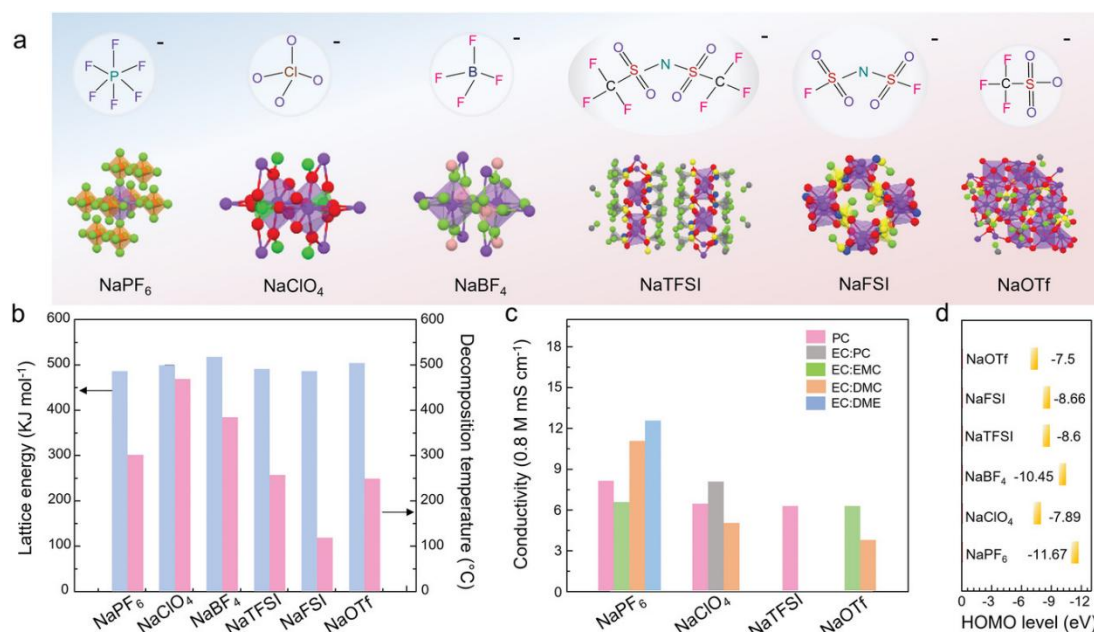 a
F F F P F F F -
O O Cl O O -
F F B F F -
O O F S N S F C C F O O F F F -
O O S N S F O O F -
F O F C S O F O -
NaPF6 NaClO4 NaBF4 NaTFSI NaFSI NaOTf
b
Lattice energy (KJ mol-1)
600
500
400
300
200
100
0
NaPF6 NaClO4 NaBF4 NaTFSI NaFSI NaOTf
600
500
400
300
200
100
0
Decomposition temperature (°C)
c
Conductivity (0.8 M mS cm-1)
18
15
12
9
6
3
0
PC
EC:PC
EC:EMC
EC:DMC
EC:DME
NaPF6 NaClO4 NaTFSI NaOTf
d
NaOTf -7.5
NaFSI -8.66
NaTFSI -8.6
NaBF4 -10.45
NaClO4 -7.89
NaPF6 -11.67
0 -3 -6 -9 -12
HOMO level (eV)